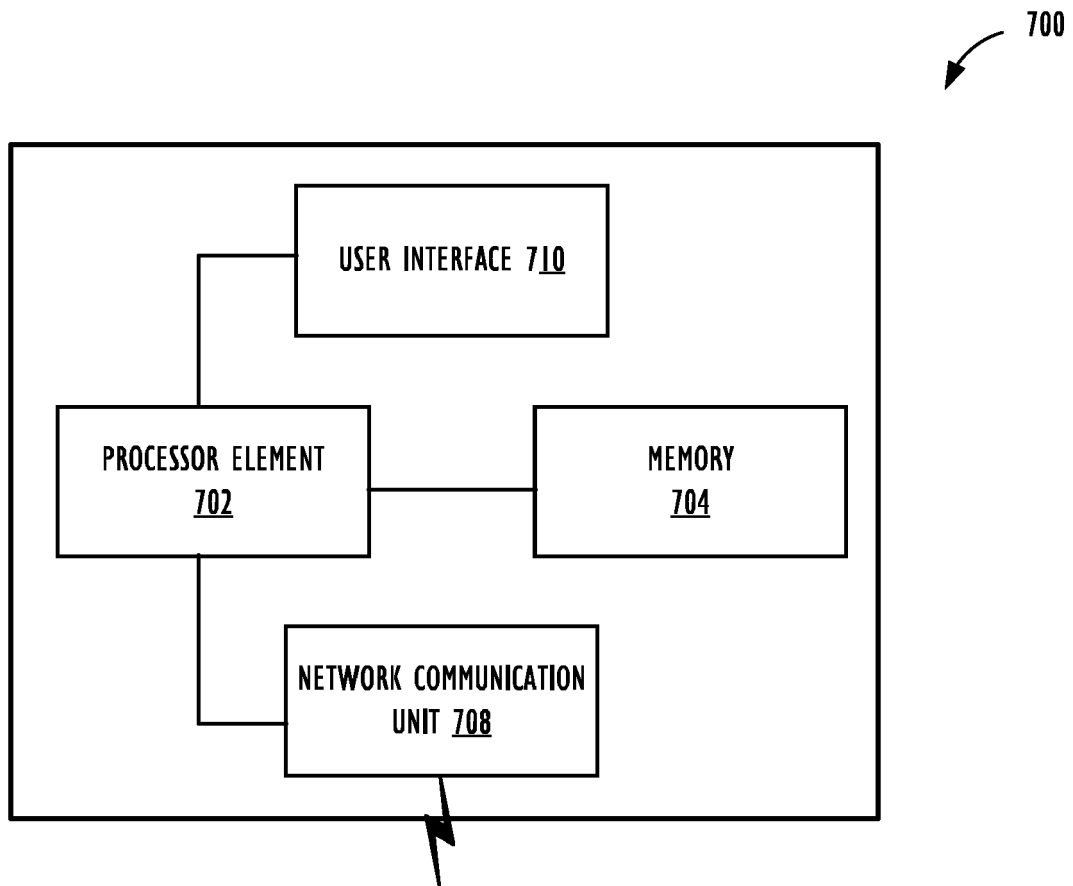 700
USER INTERFACE 710
PROCESSOR ELEMENT
702
MEMORY
704
NETWORK COMMUNICATION
UNIT 708